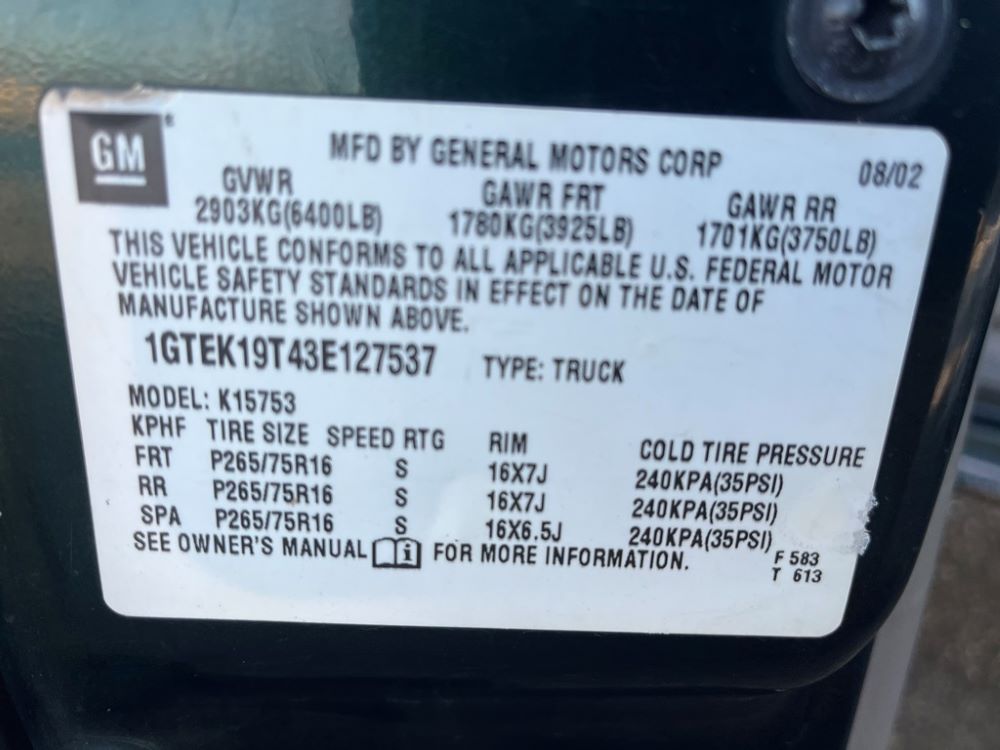 GM®
MFD BY GENERAL MOTORS CORP 08/02
GVWR GAWR FRT GAWR RR
2903KG(6400LB) 1780KG(3925LB) 1701KG(3750LB)
THIS VEHICLE CONFORMS TO ALL APPLICABLE U.S. FEDERAL MOTOR
VEHICLE SAFETY STANDARDS IN EFFECT ON THE DATE OF
MANUFACTURE SHOWN ABOVE.
1GTEK19T43E127537 TYPE: TRUCK
MODEL: K15753
KPHF TIRE SIZE SPEED RTG RIM COLD TIRE PRESSURE
FRT P265/75R16 S 16X7J 240KPA(35PSI)
RR P265/75R16 S 16X7J 240KPA(35PSI)
SPA P265/75R16 S 16X6.5J 240KPA(35PSI)
SEE OWNER'S MANUAL i FOR MORE INFORMATION.
F 583
T 613